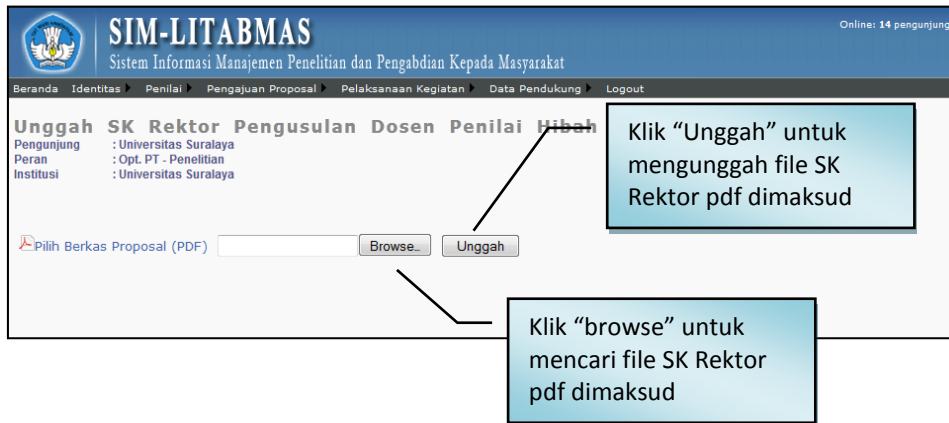 SIM-LITABMAS
Sistem Informasi Manajemen Penelitian dan Pengabdian Kepada Masyarakat
Online: 14 pengunjung
Beranda Identitas Penilai Pengajuan Proposal Pelaksanaan Kegiatan Data Pendukung Logout
Unggah SK Rektor Pengusulan Dosen Penilai Hibah
Pengunjung : Universitas Suralaya
Peran : Opt. PT - Penelitian
Institusi : Universitas Suralaya
Klik “Unggah” untuk
mengunggah file SK
Rektor pdf dimaksud
Pilih Berkas Proposal (PDF) Browse... Unggah
Klik “browse” untuk
mencari file SK Rektor
pdf dimaksud